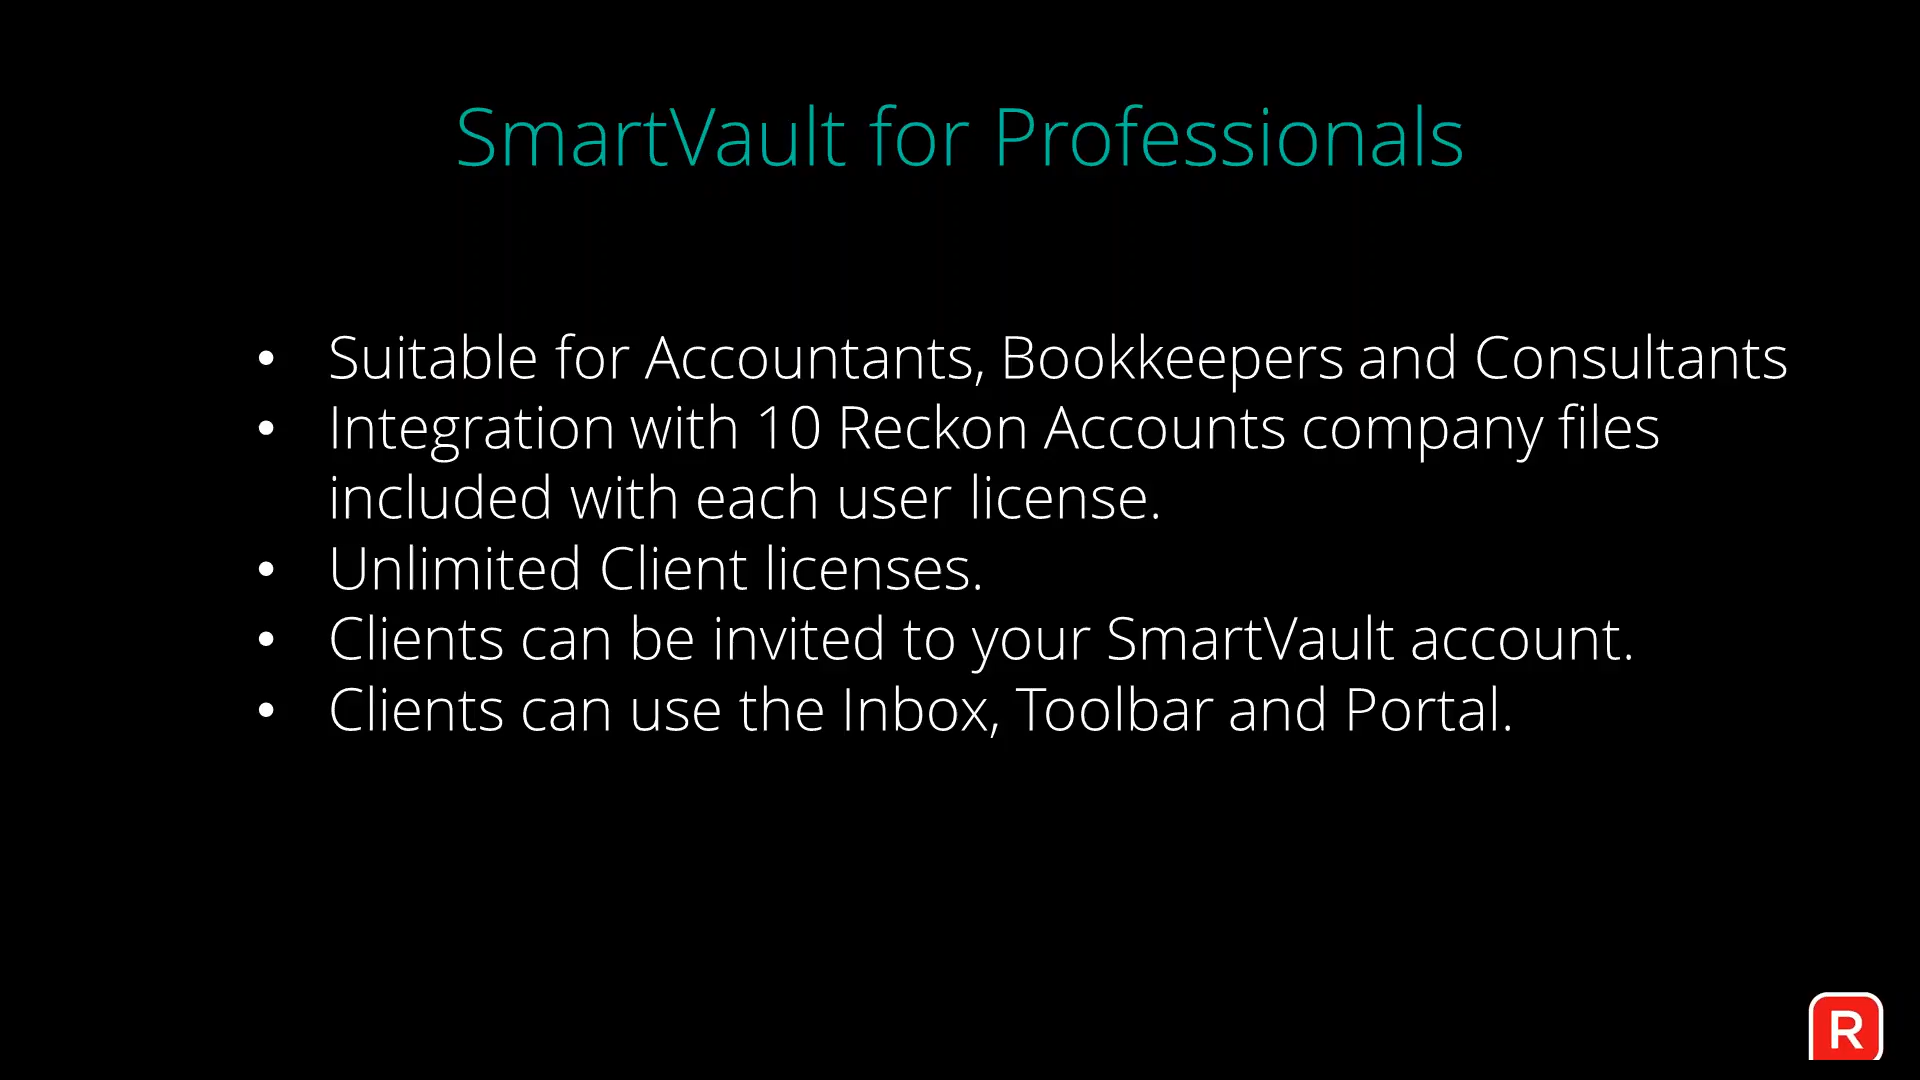 SmartVault for Professionals
• Suitable for Accountants, Bookkeepers and Consultants
• Integration with 10 Reckon Accounts company files
included with each user license.
• Unlimited Client licenses.
• Clients can be invited to your SmartVault account.
• Clients can use the Inbox, Toolbar and Portal.
R